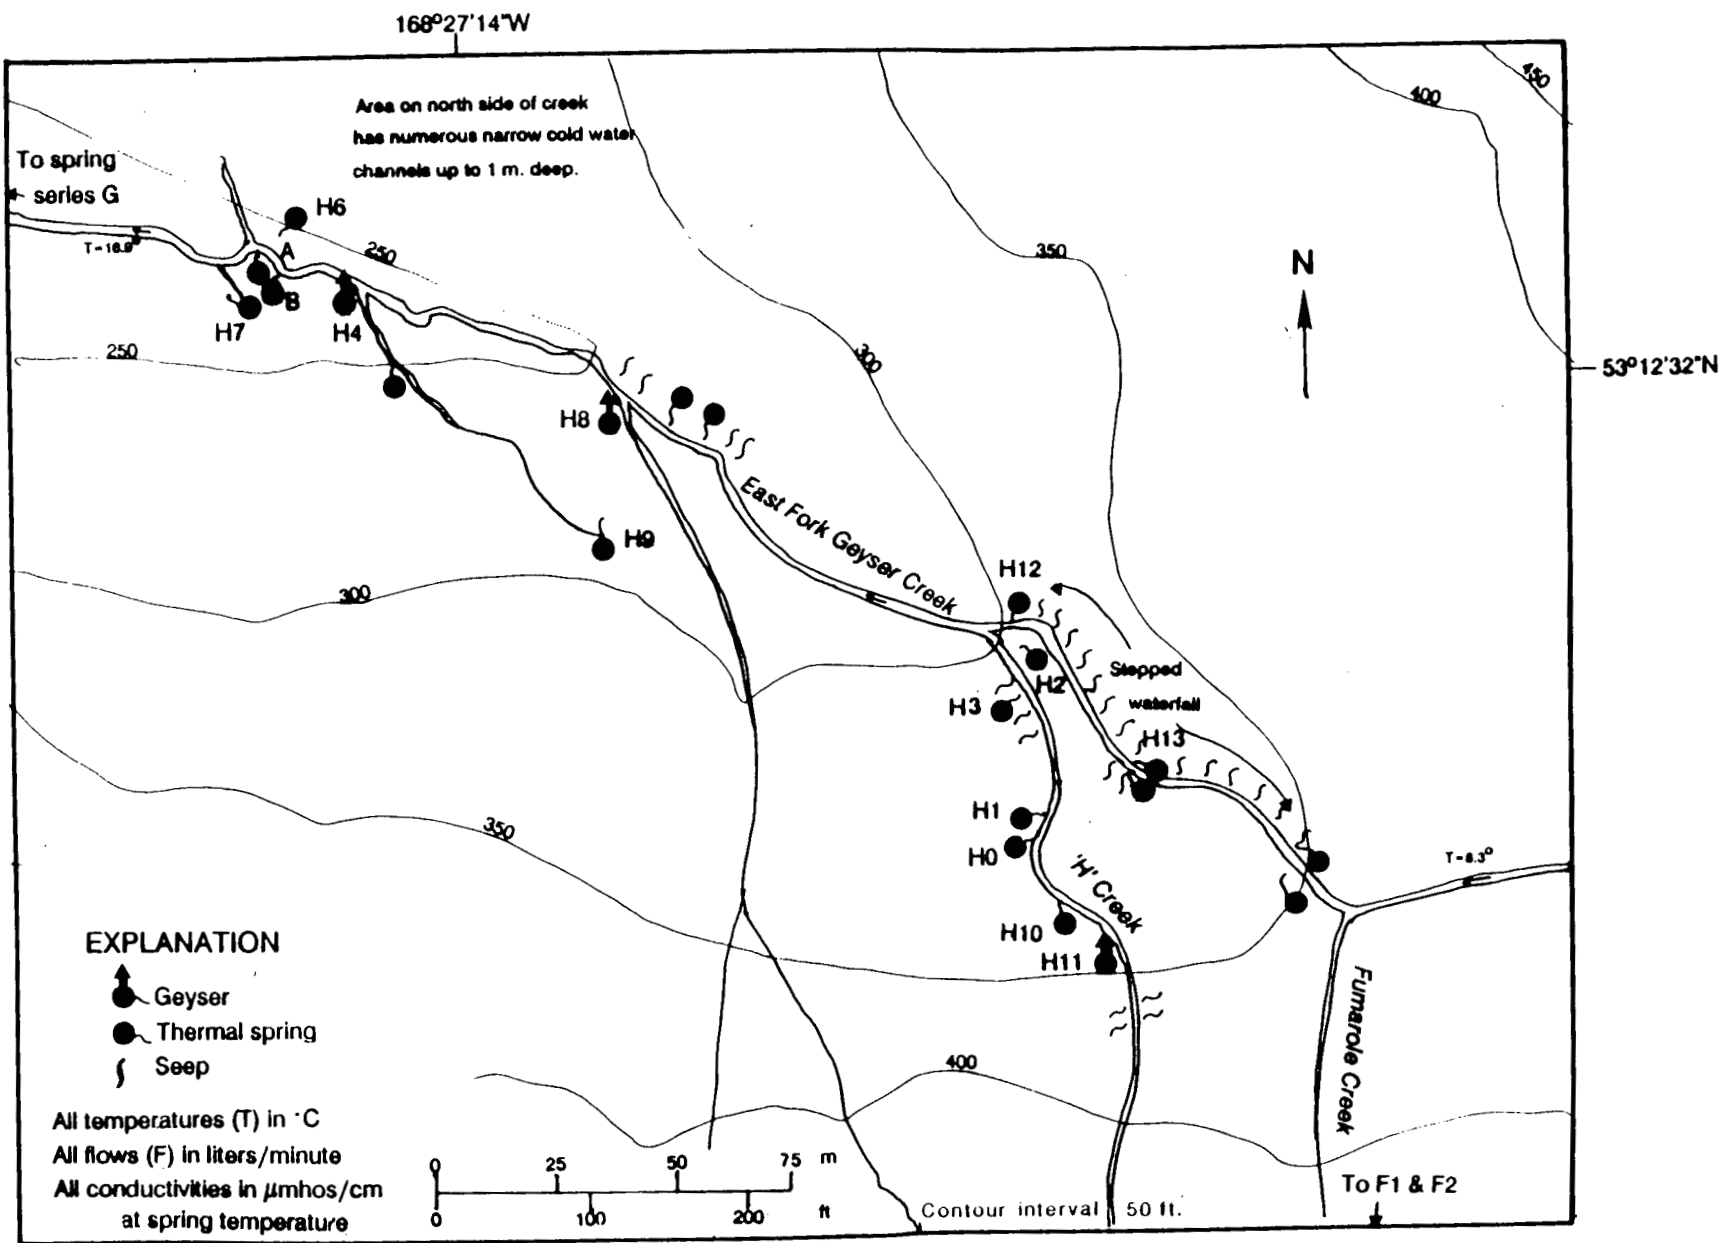 168°27'14"W
450
400
Area on north side of creek
has numerous narrow cold water
channels up to 1 m. deep.
To spring
series G
H6
T=16.9°
A
250
350
N
B
H7
H4
250
300
53°12'32"N
H8
East Fork Geyser Creek
H9
H12
300
Stepped
H2
waterfall
H3
H13
H1
350
H0
T=8.3°
'H' Creek
H10
H11
EXPLANATION
Geyser
Thermal spring
Seep
Fumarole Creek
400
All temperatures (T) in °C
All flows (F) in liters/minute
All conductivities in μmhos/cm
at spring temperature
0 25 50 75 m
0 100 200 ft
Contour interval 50 ft.
To F1 & F2